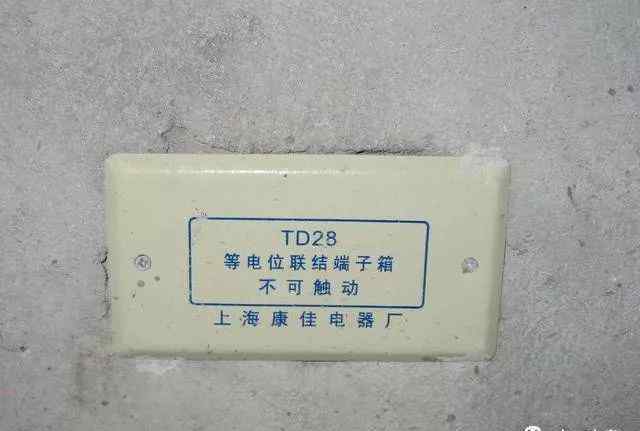 TD28
等电位联结端子箱
不可触动
上海康佳电器厂